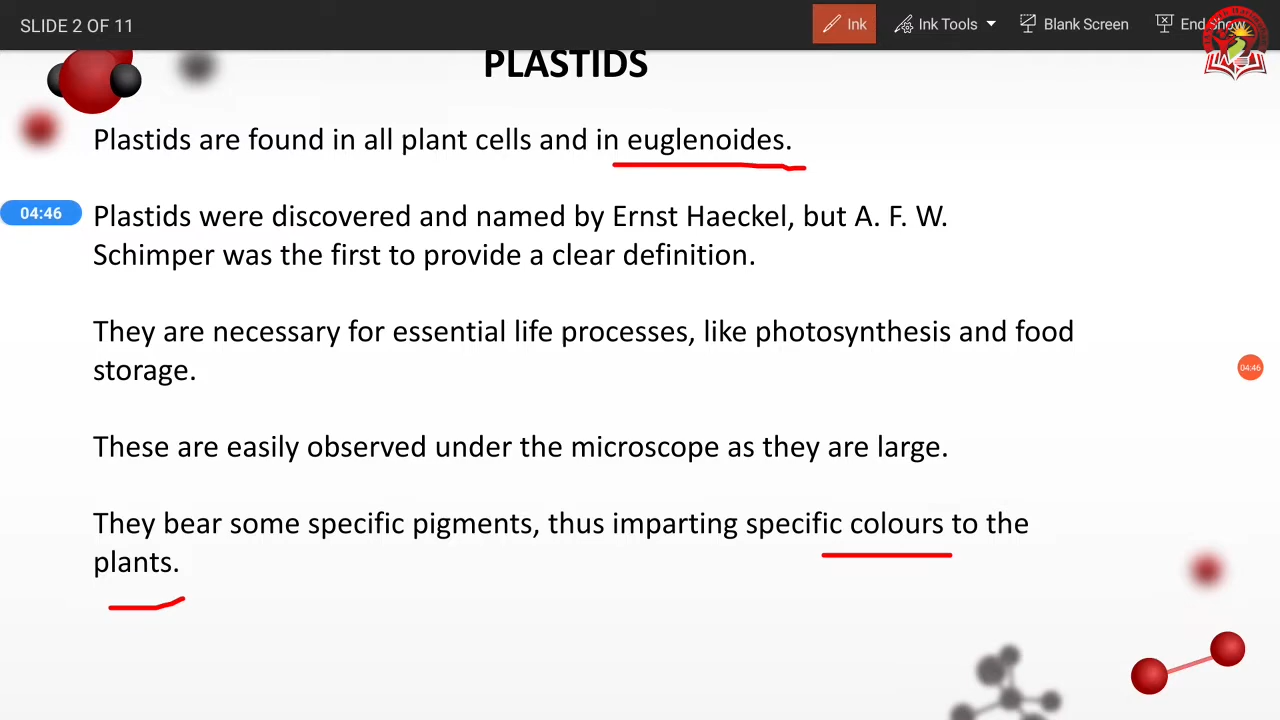 SLIDE 2 OF 11
Ink
Ink Tools
Blank Screen
End Show
PLASTIDS
Plastids are found in all plant cells and in euglenoides.
04:46
Plastids were discovered and named by Ernst Haeckel, but A. F. W.
Schimper was the first to provide a clear definition.
They are necessary for essential life processes, like photosynthesis and food
storage.
04:46
These are easily observed under the microscope as they are large.
They bear some specific pigments, thus imparting specific colours to the
plants.